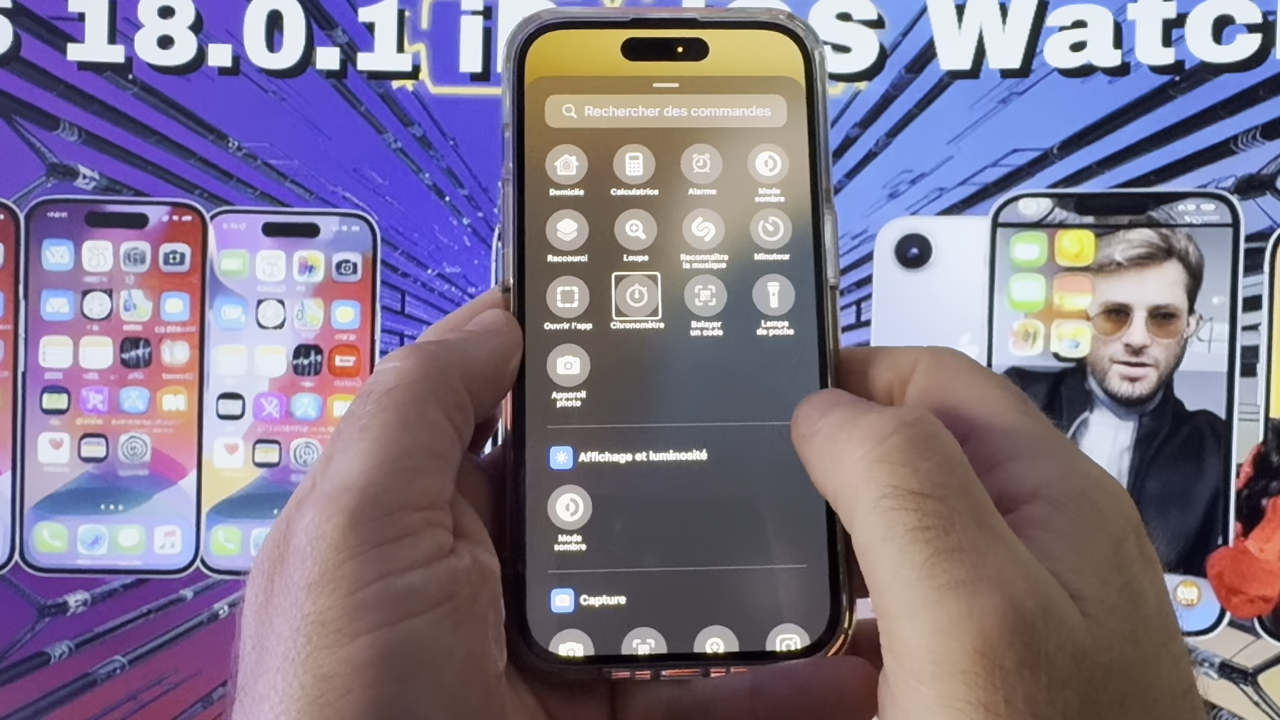 18.0.1
Watc
Rechercher des commandes
Domicile
Calculatrice
Alarme
Mode
sombre
Raccourci
Loupe
Reconnaître
la musique
Minuteur
Ouvrir l'app
Chronomètre
Balayer
un code
Lampe
de poche
Appareil
photo
Affichage et luminosité
Mode
sombre
Capture